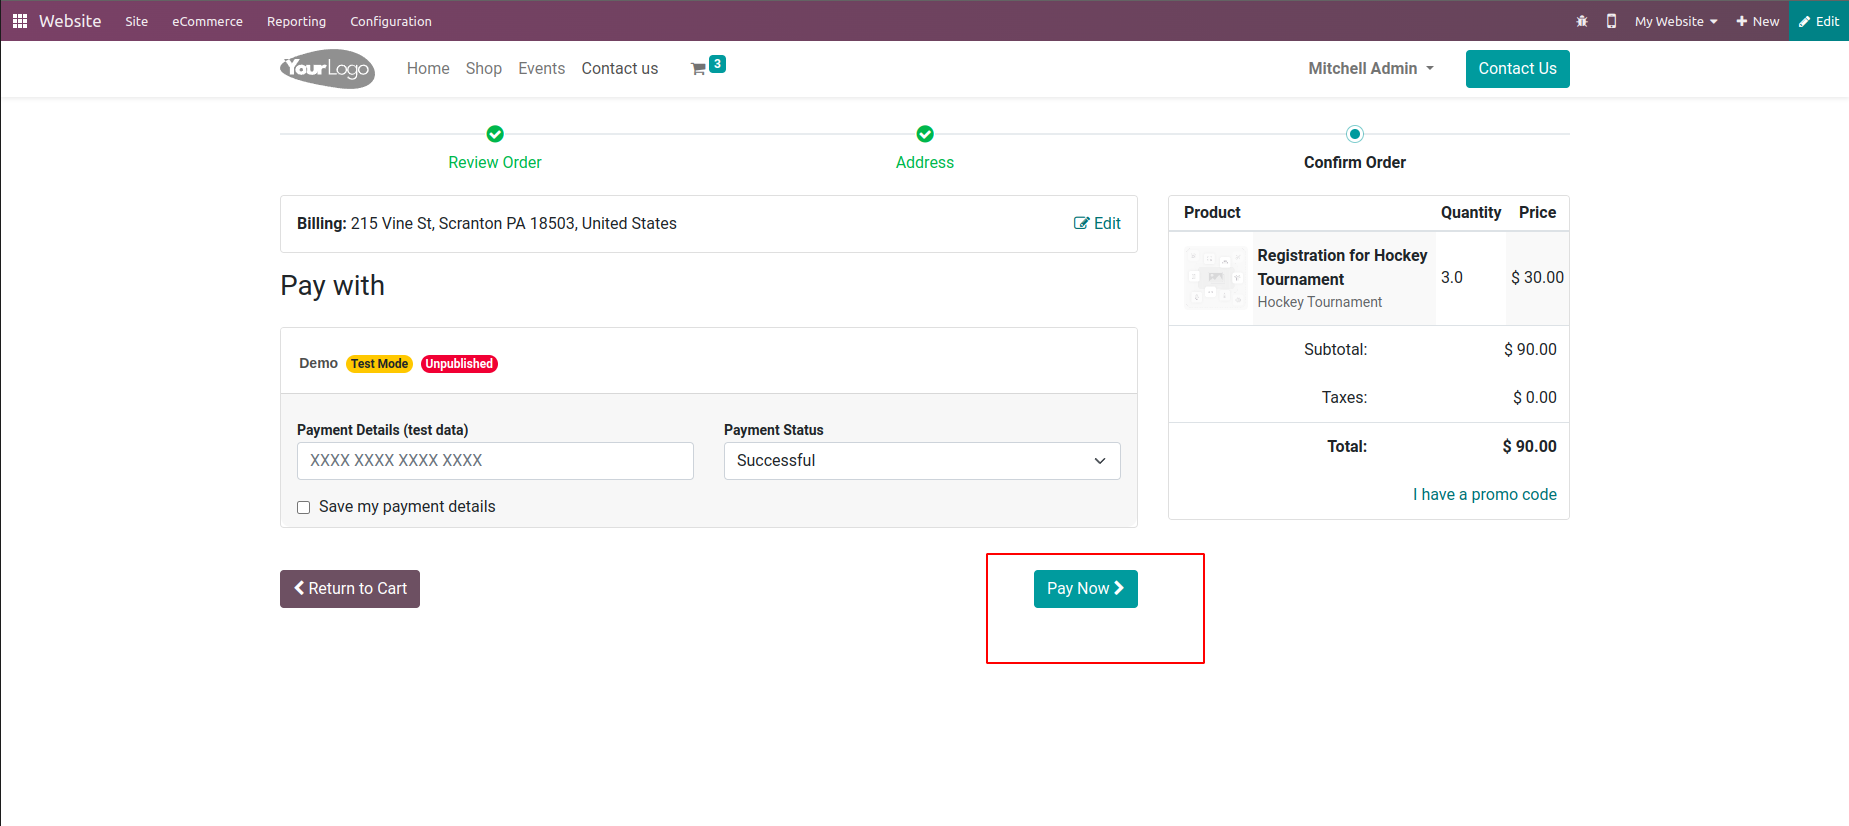 Website Site eCommerce Reporting Configuration My Website New Edit
YourLogo Home Shop Events Contact us 3 Mitchell Admin Contact Us
Review Order Address Confirm Order
Billing: 215 Vine St, Scranton PA 18503, United States Edit
Pay with
Demo Test Mode Unpublished
Payment Details (test data) Payment Status
XXXX XXXX XXXX XXXX Successful
Save my payment details
Return to Cart Pay Now
Product Quantity Price
Registration for Hockey
Tournament 3.0 $ 30.00
Hockey Tournament
Subtotal: $ 90.00
Taxes: $ 0.00
Total: $ 90.00
I have a promo code